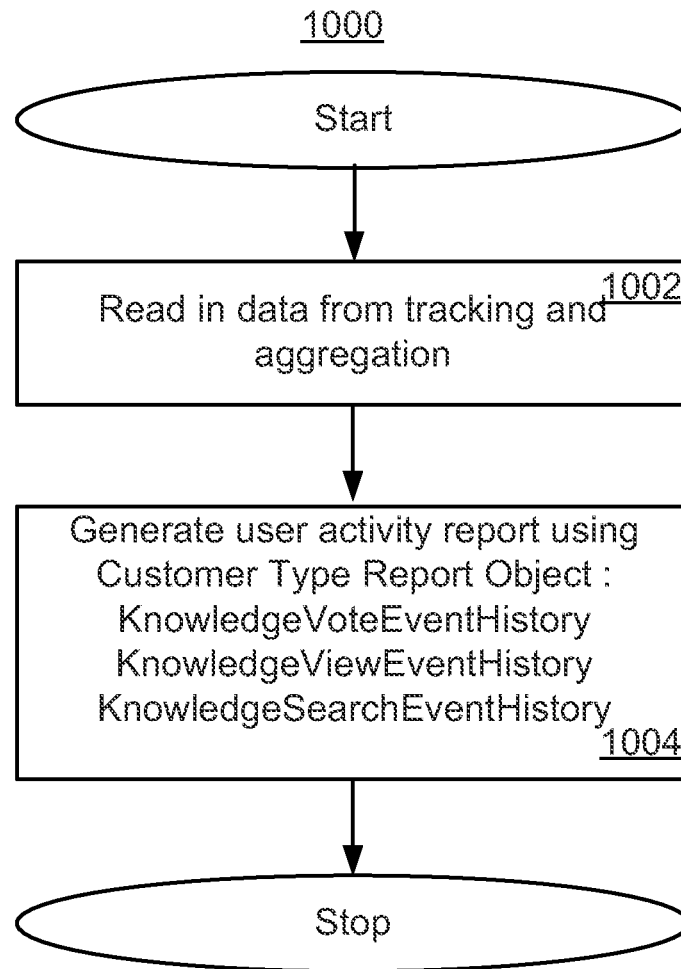 1000
Start
1002
Read in data from tracking and
aggregation
Generate user activity report using
Customer Type Report Object :
KnowledgeVoteEventHistory
KnowledgeViewEventHistory
KnowledgeSearchEventHistory
1004
Stop